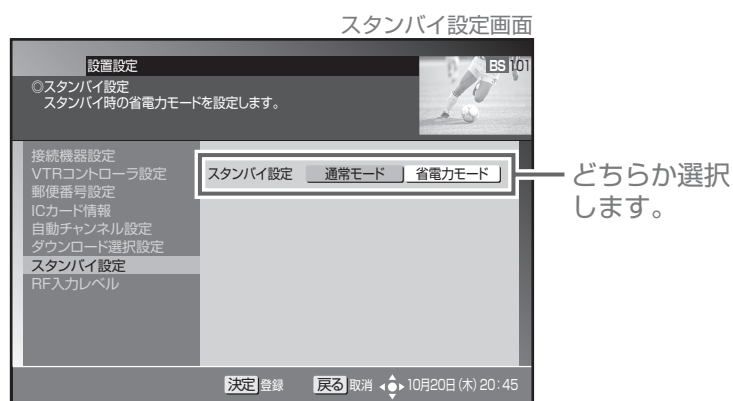 スタンバイ設定画面
設置設定
BS 101
◎スタンバイ設定
スタンバイ時の省電力モードを設定します。
接続機器設定
VTRコントローラ設定
郵便番号設定
ICカード情報
自動チャンネル設定
ダウンロード選択設定
スタンバイ設定
RF入力レベル
スタンバイ設定 通常モード 省電力モード
どちらか選択
します。
決定 登録 戻る 取消 10月20日(木)20:45